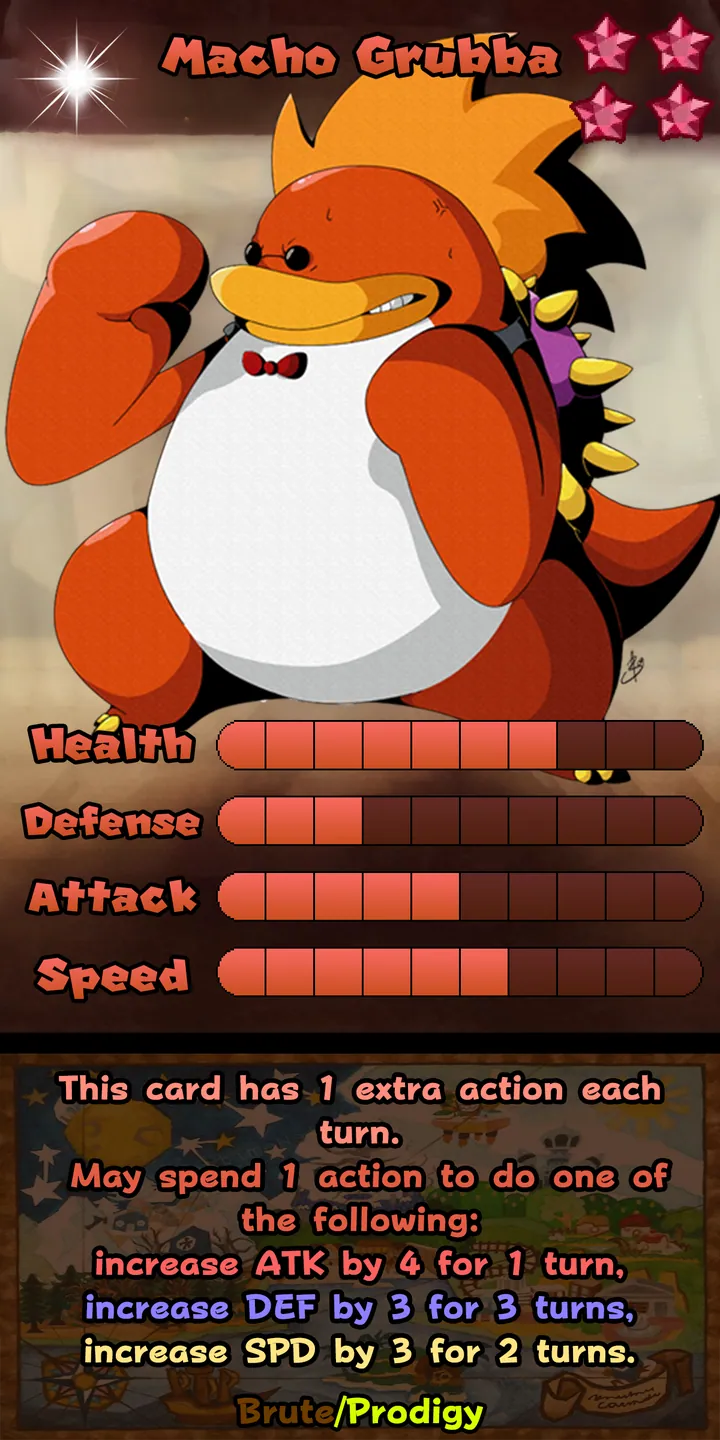 Macho Grubba
Health
Defense
Attack
Speed
This card has 1 extra action each
turn.
May spend 1 action to do one of
the following:
increase ATK by 4 for 1 turn,
increase DEF by 3 for 3 turns,
increase SPD by 3 for 2 turns.
Brute/Prodigy